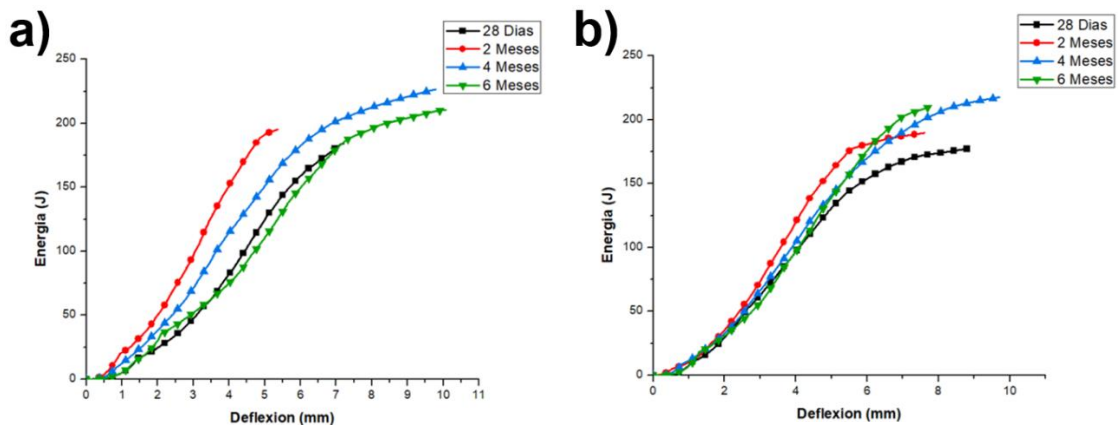 a)
28 Dias
2 Meses
4 Meses
6 Meses
250
200
150
100
50
0
Energia (J)
0 1 2 3 4 5 6 7 8 9 10 11
Deflexion (mm)
b)
28 Dias
2 Meses
4 Meses
6 Meses
250
200
150
100
50
0
Energia (J)
0 2 4 6 8 10
Deflexion (mm)